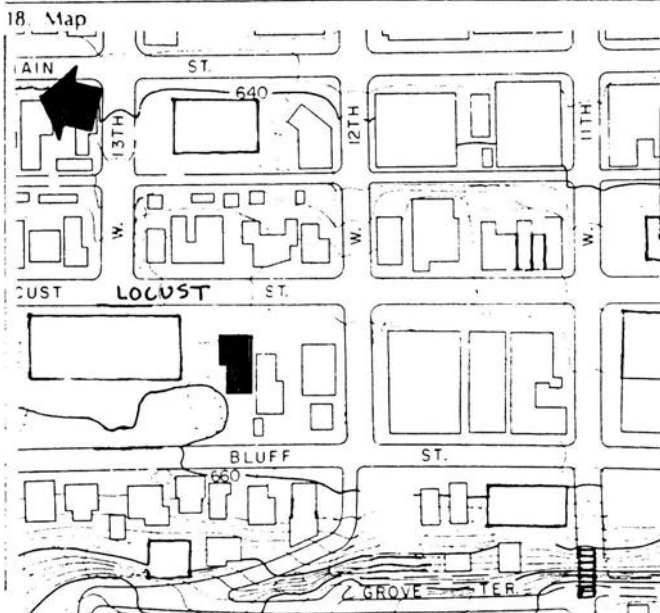 18. Map
AIN ST.
640
13TH
12TH
11TH
W.
W.
W.
CUST LOCUST ST.
BLUFF ST.
660
GROVE TER.